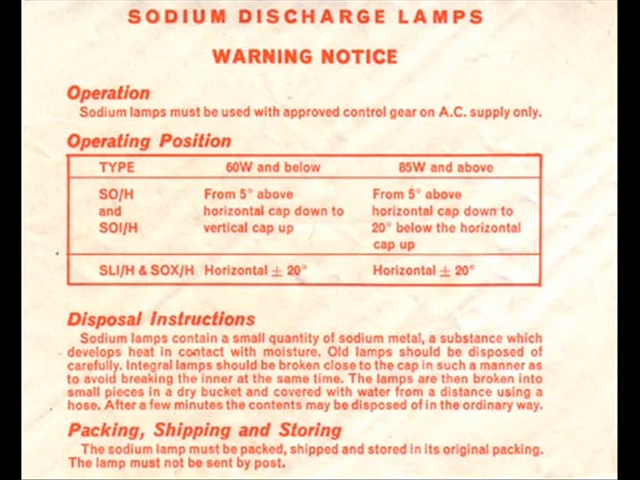 SODIUM DISCHARGE LAMPS
WARNING NOTICE
Operation
Sodium lamps must be used with approved control gear on A.C. supply only.
Operating Position
TYPE 60W and below 85W and above
SO/H From 5° above From 5° above
and horizontal cap down to horizontal cap down to
SOI/H vertical cap up 20° below the horizontal
cap up
SLI/H & SOX/H Horizontal ± 20° Horizontal ± 20°
Disposal Instructions
Sodium lamps contain a small quantity of sodium metal, a substance which
develops heat in contact with moisture. Old lamps should be disposed of
carefully. Integral lamps should be broken close to the cap in such a manner as
to avoid breaking the inner at the same time. The lamps are then broken into
small pieces in a dry bucket and covered with water from a distance using a
hose. After a few minutes the contents may be disposed of in the ordinary way.
Packing, Shipping and Storing
The sodium lamp must be packed, shipped and stored in its original packing.
The lamp must not be sent by post.